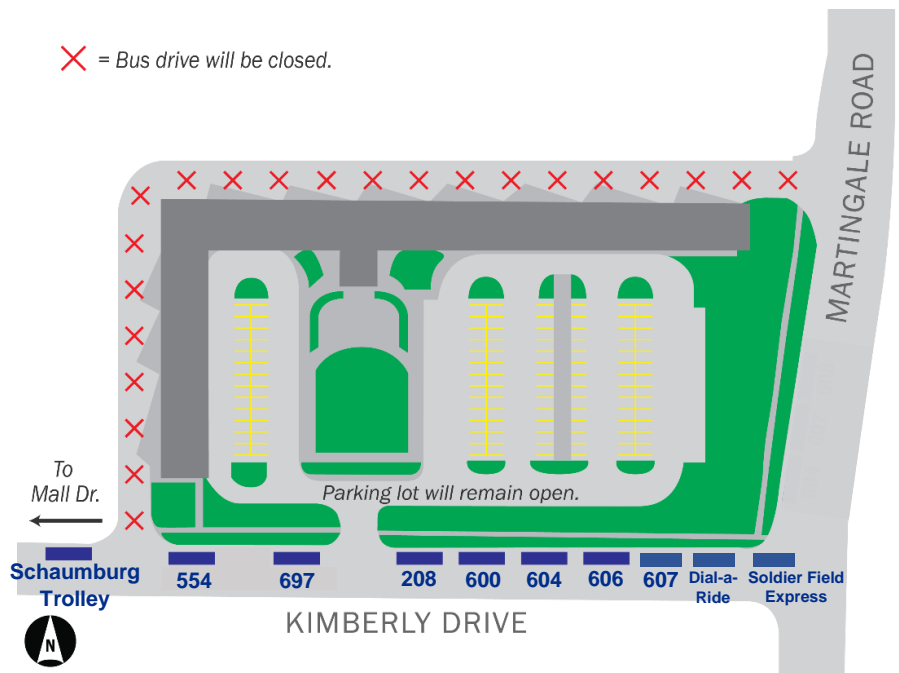 = Bus drive will be closed.
MARTINGALE ROAD
To
Mall Dr.
Parking lot will remain open.
Schaumburg
Trolley
554
697
208
600
604
606
607
Dial-a-
Ride
Soldier Field
Express
KIMBERLY DRIVE
N